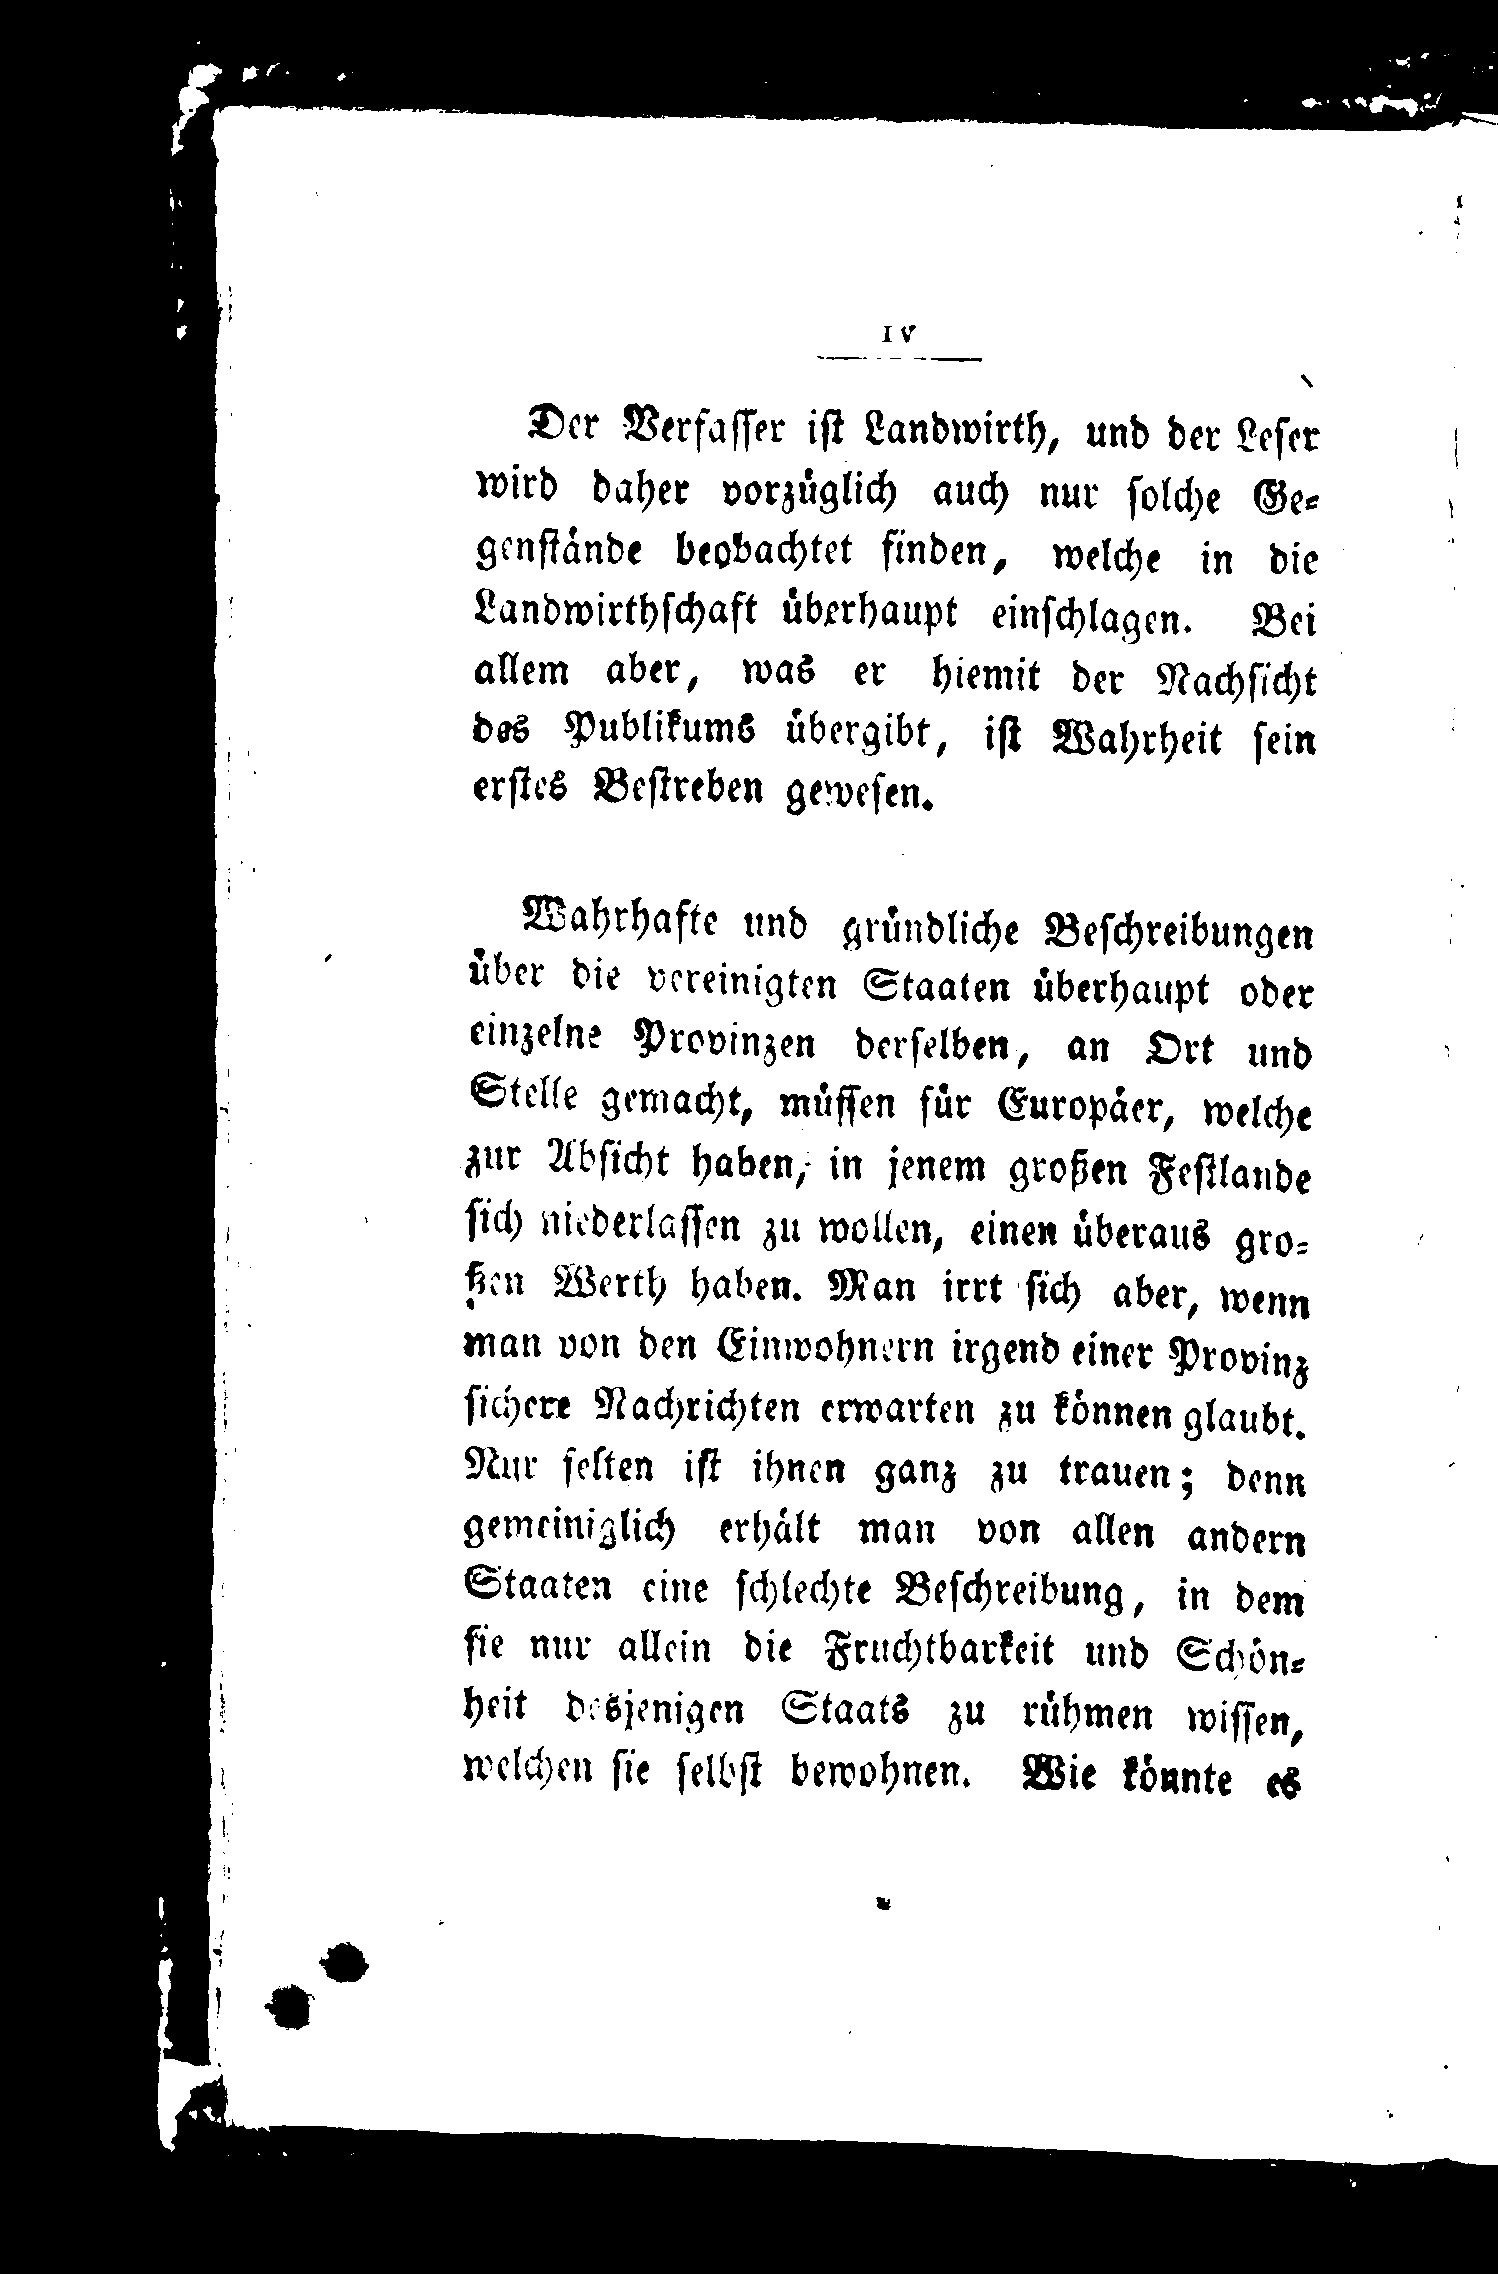 IV
Der Verfasser ist Landwirth, und der Leser
wird daher vorzüglich auch nur solche Ge-
genstände beobachtet finden, welche in die
Landwirthschaft überhaupt einschlagen. Bei
allem aber, was er hiemit der Nachsicht
des Publikums übergibt, ist Wahrheit sein
erstes Bestreben gewesen.
Wahrhafte und gründliche Beschreibungen
über die vereinigten Staaten überhaupt oder
einzelne Provinzen derselben, an Ort und
Stelle gemacht, müssen für Europäer, welche
zur Absicht haben, in jenem großen Festlande
sich niederlassen zu wollen, einen überaus gro-
ßen Werth haben. Man irrt sich aber, wenn
man von den Einwohnern irgend einer Provinz
sichere Nachrichten erwarten zu können glaubt.
Nur selten ist ihnen ganz zu trauen; denn
gemeiniglich erhält man von allen andern
Staaten eine schlechte Beschreibung, in dem
sie nur allein die Fruchtbarkeit und Schön-
heit desjenigen Staats zu rühmen wissen,
welchen sie selbst bewohnen. Wie könnte es